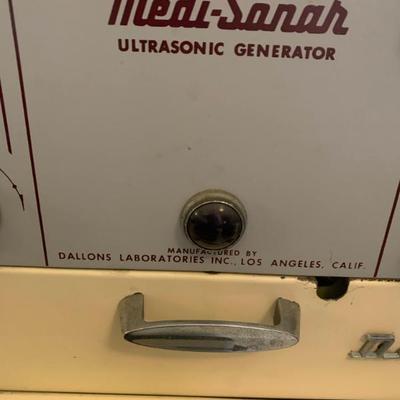 Medi-Sonar
ULTRASONIC GENERATOR
MANUFACTURED BY
DALLONS LABORATORIES INC., LOS ANGELES, CALIF.